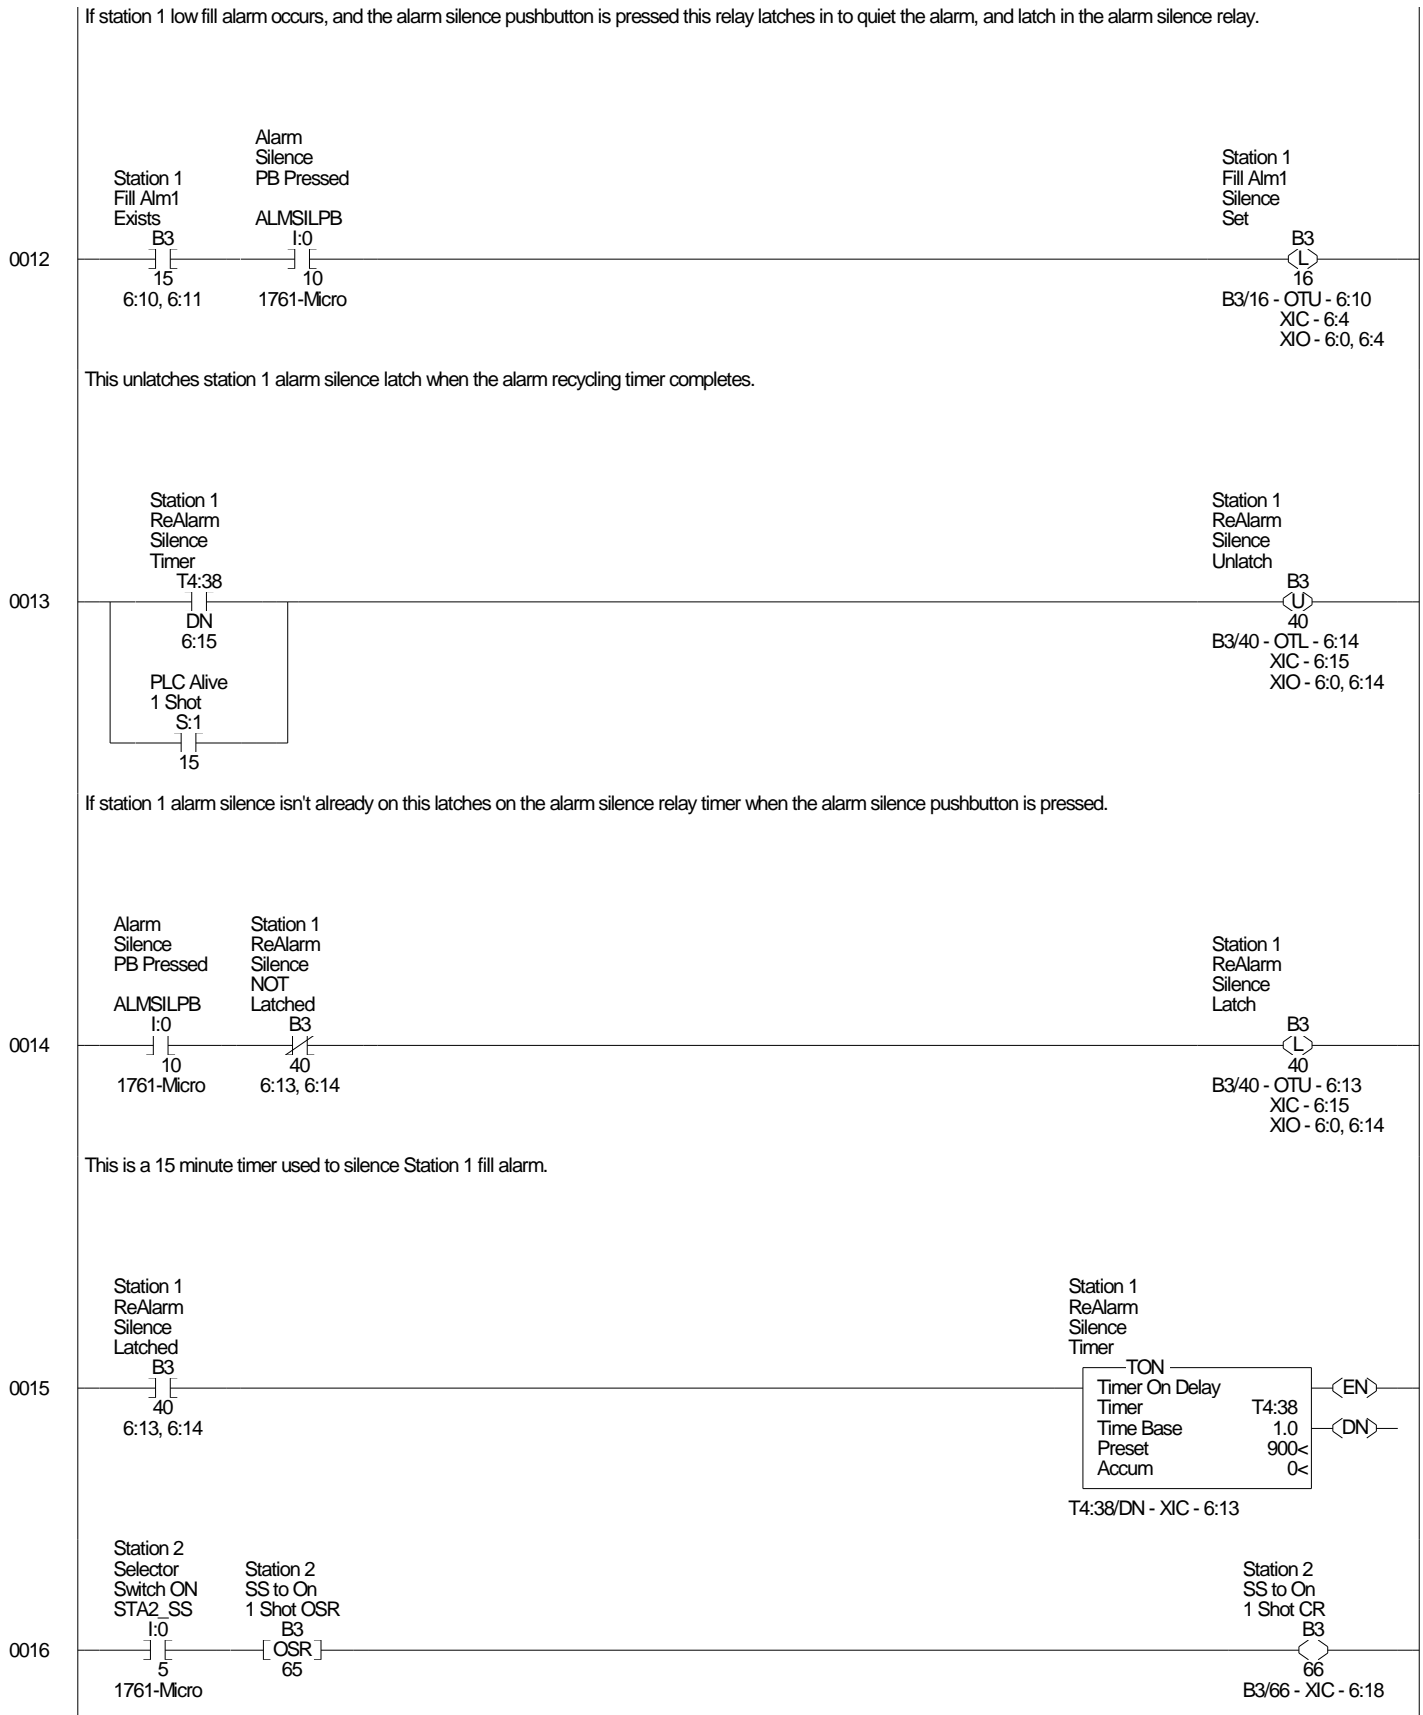 If station 1 low fill alarm occurs, and the alarm silence pushbutton is pressed this relay latches in to quiet the alarm, and latch in the alarm silence relay.
Station 1
Fill Alm1
Exists
B3
15
6:10, 6:11
Alarm
Silence
PB Pressed
ALMSILPB
I:0
10
1761-Micro
Station 1
Fill Alm1
Silence
Set
B3
L
16
B3/16 - OTU - 6:10
XIC - 6:4
XIO - 6:0, 6:4
0012
This unlatches station 1 alarm silence latch when the alarm recycling timer completes.
Station 1
ReAlarm
Silence
Timer
T4:38
DN
6:15
PLC Alive
1 Shot
S:1
15
Station 1
ReAlarm
Silence
Unlatch
B3
U
40
B3/40 - OTL - 6:14
XIC - 6:15
XIO - 6:0, 6:14
0013
If station 1 alarm silence isn't already on this latches on the alarm silence relay timer when the alarm silence pushbutton is pressed.
Alarm
Silence
PB Pressed
ALMSILPB
I:0
10
1761-Micro
Station 1
ReAlarm
Silence
NOT
Latched
B3
40
6:13, 6:14
Station 1
ReAlarm
Silence
Latch
B3
L
40
B3/40 - OTU - 6:13
XIC - 6:15
XIO - 6:0, 6:14
0014
This is a 15 minute timer used to silence Station 1 fill alarm.
Station 1
ReAlarm
Silence
Latched
B3
40
6:13, 6:14
Station 1
ReAlarm
Silence
Timer
TON
Timer On Delay
Timer T4:38
Time Base 1.0
Preset 900<
Accum 0<
EN
DN
T4:38/DN - XIC - 6:13
0015
Station 2
Selector
Switch ON
STA2_SS
I:0
5
1761-Micro
Station 2
SS to On
1 Shot OSR
B3
OSR
65
Station 2
SS to On
1 Shot CR
B3
66
B3/66 - XIC - 6:18
0016